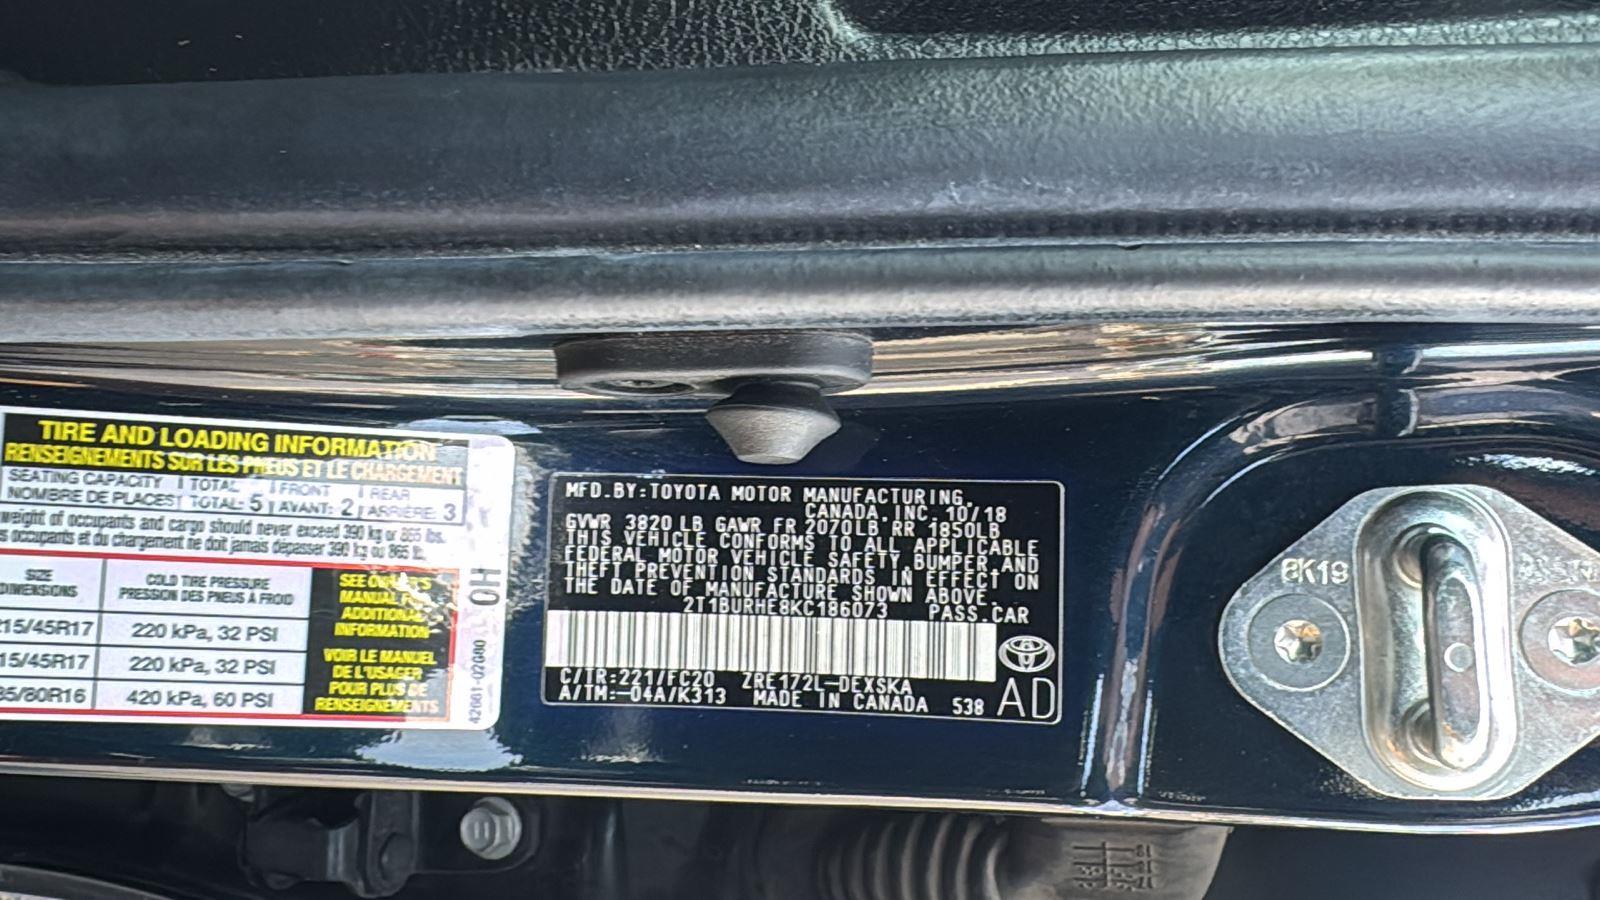 TIRE AND LOADING INFORMATION
RENSEIGNEMENTS SUR LES PNEUS ET LE CHARGEMENT
SEATING CAPACITY TOTAL FRONT REAR
NOMBRE DE PLACES TOTAL: 5 AVANT: 2 ARRIÈRE: 3
weight of occupants and cargo should never exceed 390 kg or 865 lbs.
occupants et du chargement ne doit jamais dépasser 390 kg ou 865 lb.
SIZE
DIMENSIONS
COLD TIRE PRESSURE
PRESSION DES PNEUS À FROID
15/45R17 220 kPa, 32 PSI
15/45R17 220 kPa, 32 PSI
5/80R16 420 kPa, 60 PSI
SEE OWNER'S
MANUAL FOR
ADDITIONAL
INFORMATION
VOIR LE MANUEL
DE L'USAGER
POUR PLUS DE
RENSEIGNEMENTS
0H
42661-02G80
MFD.BY:TOYOTA MOTOR MANUFACTURING,
CANADA,INC.10/18
GVWR 3820LB GAWR FR 2070LB RR 1850LB
THIS VEHICLE CONFORMS TO ALL APPLICABLE
FEDERAL MOTOR VEHICLE SAFETY,BUMPER,AND
THEFT PREVENTION STANDARDS IN EFFECT ON
THE DATE OF MANUFACTURE SHOWN ABOVE.
2T1BURHE8KC186073 PASS.CAR
C/TR:221/FC20 ZRE172L-DEXSKA
A/TM:-04A/K313 MADE IN CANADA 538 AD
8K19